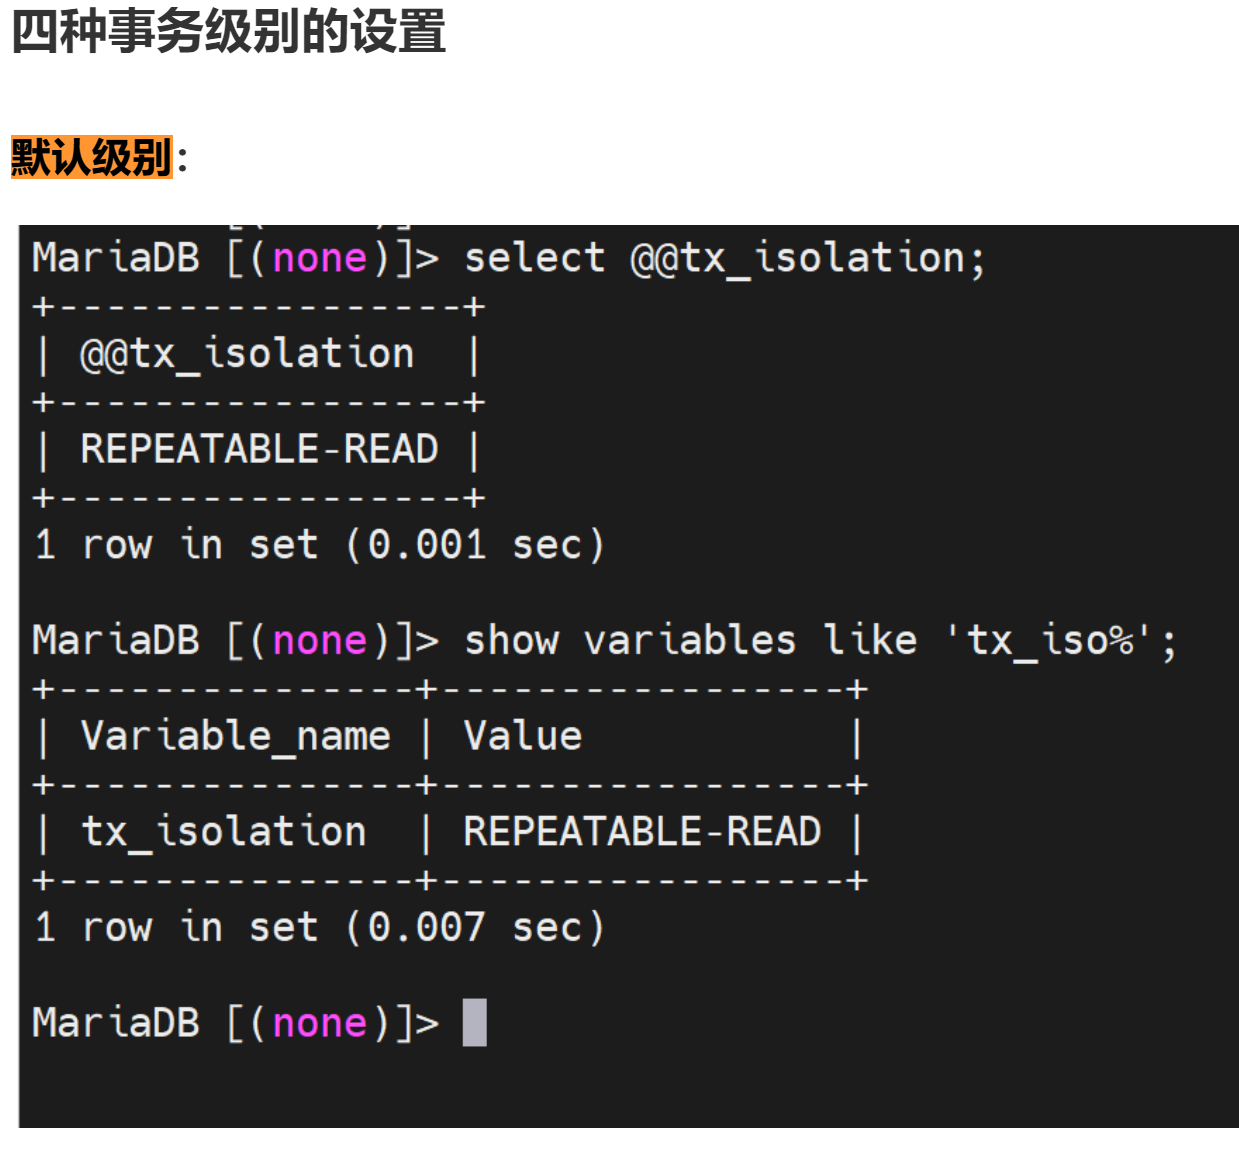 四种事务级别的设置
默认级别：
MariaDB [(none)]> select @@tx_isolation;
+-----------------+
| @@tx_isolation  |
+-----------------+
| REPEATABLE-READ |
+-----------------+
1 row in set (0.001 sec)
MariaDB [(none)]> show variables like 'tx_iso%';
+---------------+-----------------+
| Variable_name | Value           |
+---------------+-----------------+
| tx_isolation  | REPEATABLE-READ |
+---------------+-----------------+
1 row in set (0.007 sec)
MariaDB [(none)]>